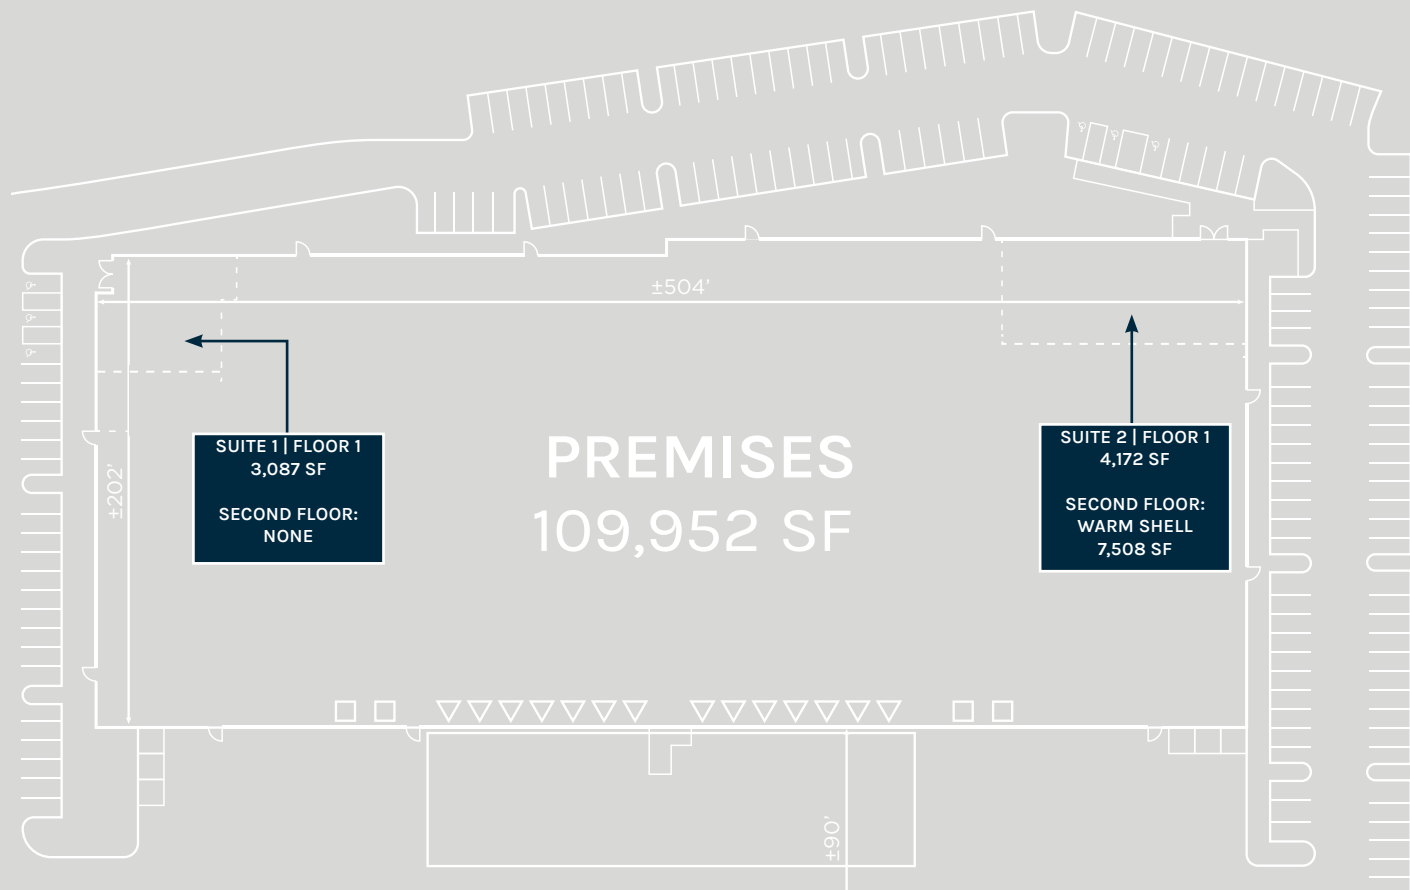 ±504’
SUITE 1 | FLOOR 1
3,087 SF
SECOND FLOOR:
NONE
PREMISES
109,952 SF
SUITE 2 | FLOOR 1
4,172 SF
SECOND FLOOR:
WARM SHELL
7,508 SF
±202’
±90’